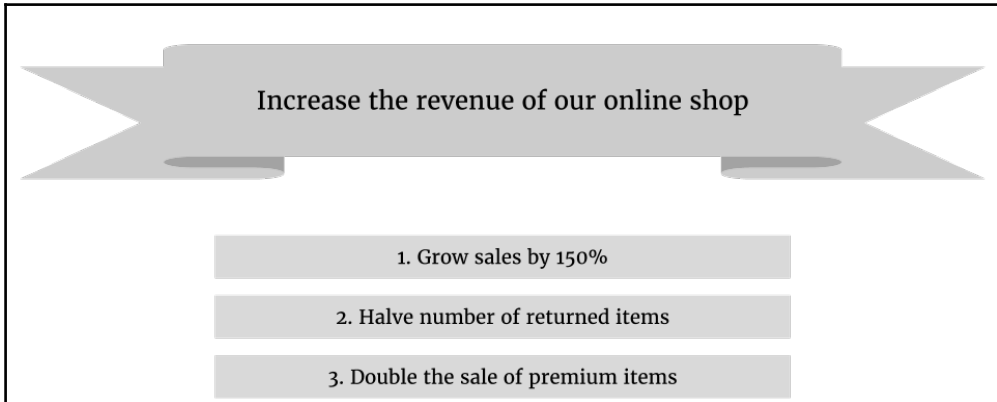 Increase the revenue of our online shop
1. Grow sales by 150%
2. Halve number of returned items
3. Double the sale of premium items